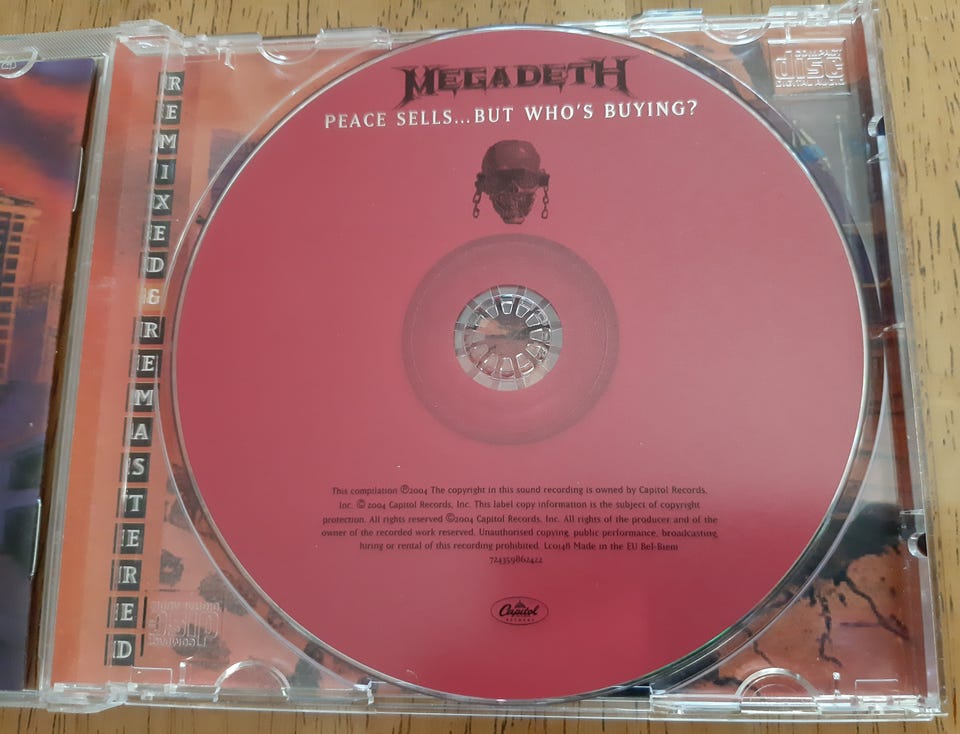 MEGADETH
PEACE SELLS...BUT WHO'S BUYING?
COMPACT
disc
DIGITAL AUDIO
REMIXED & REMASTERED
This compilation ℗2004 The copyright in this sound recording is owned by Capitol Records,
Inc. ©2004 Capitol Records, Inc. This label copy information is the subject of copyright
protection. All rights reserved ©2004 Capitol Records, Inc. All rights of the producer and of the
owner of the recorded work reserved. Unauthorised copying, public performance, broadcasting
hiring or rental of this recording prohibited. LC0148 Made in the EU Bel-Biem
724359862422
Capitol
RECORDS